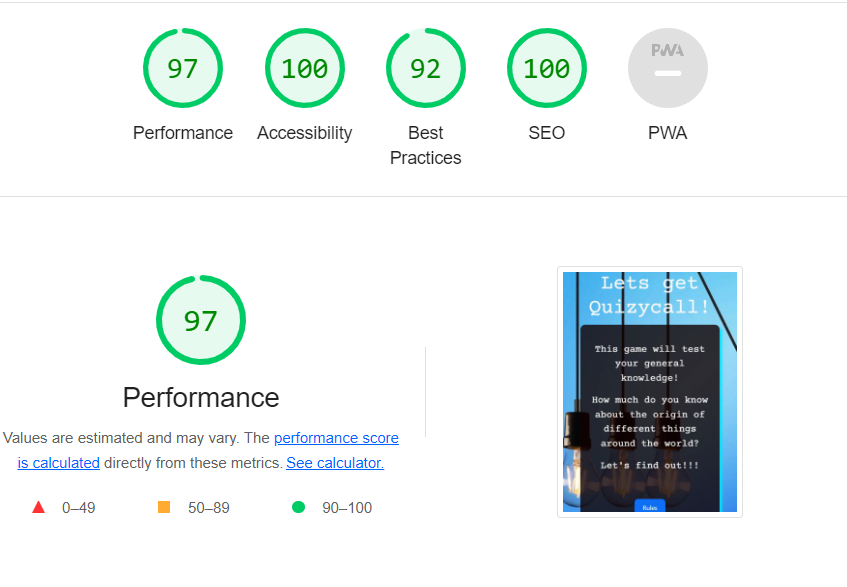 97
100
92
100
PWA
Performance
Accessibility
Best
Practices
SEO
PWA
97
Performance
Values are estimated and may vary. The performance score
is calculated directly from these metrics. See calculator.
0–49
50–89
90–100
Lets get
Quizycall!
This game will test
your general
knowledge!
How much do you know
about the origin of
different things
around the world?
Let's find out!!!
Rules